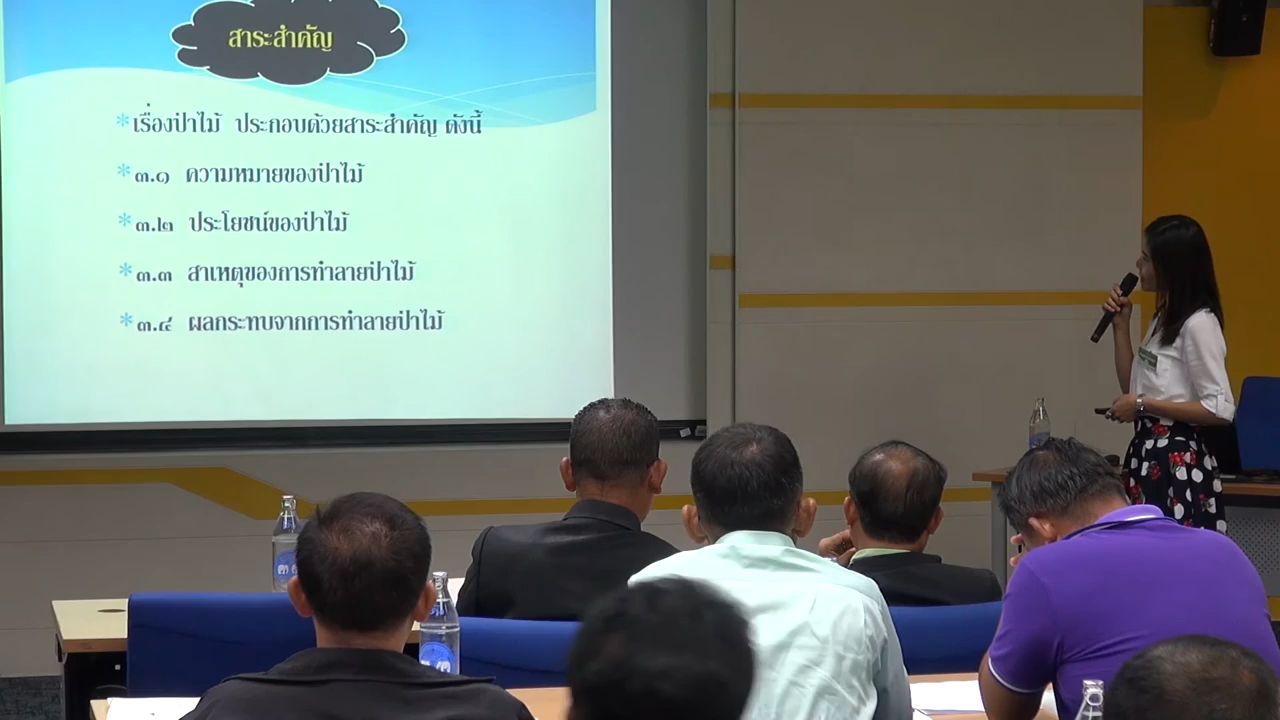 สาระสำคัญ
*เรื่องป่าไม้ ประกอบด้วยสาระสำคัญ ดังนี้
*๓.๑ ความหมายของป่าไม้
*๓.๒ ประโยชน์ของป่าไม้
*๓.๓ สาเหตุของการทำลายป่าไม้
*๓.๔ ผลกระทบจากการทำลายป่าไม้